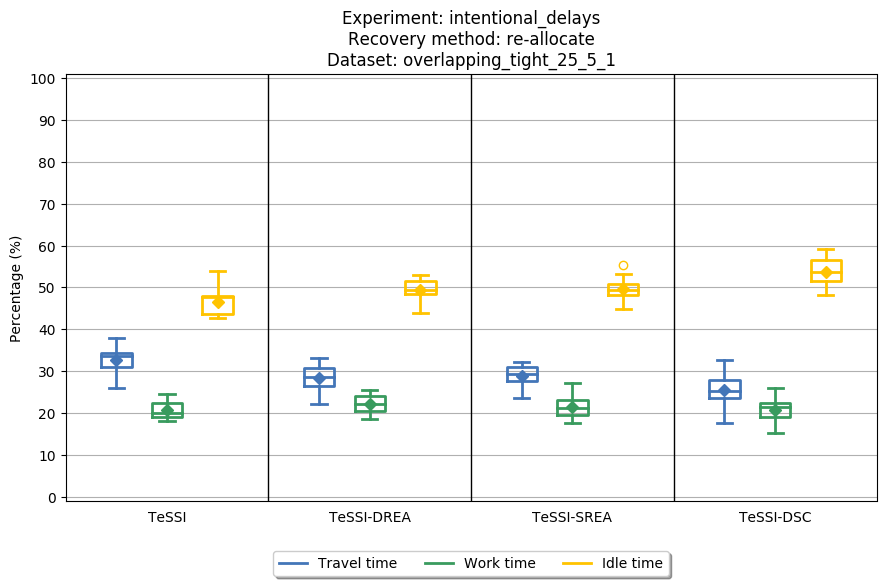 Experiment: intentional_delays
Recovery method: re-allocate
Dataset: overlapping_tight_25_5_1
Percentage (%)
100
90
80
70
60
50
40
30
20
10
0
TeSSI TeSSI-DREA TeSSI-SREA TeSSI-DSC
Travel time Work time Idle time